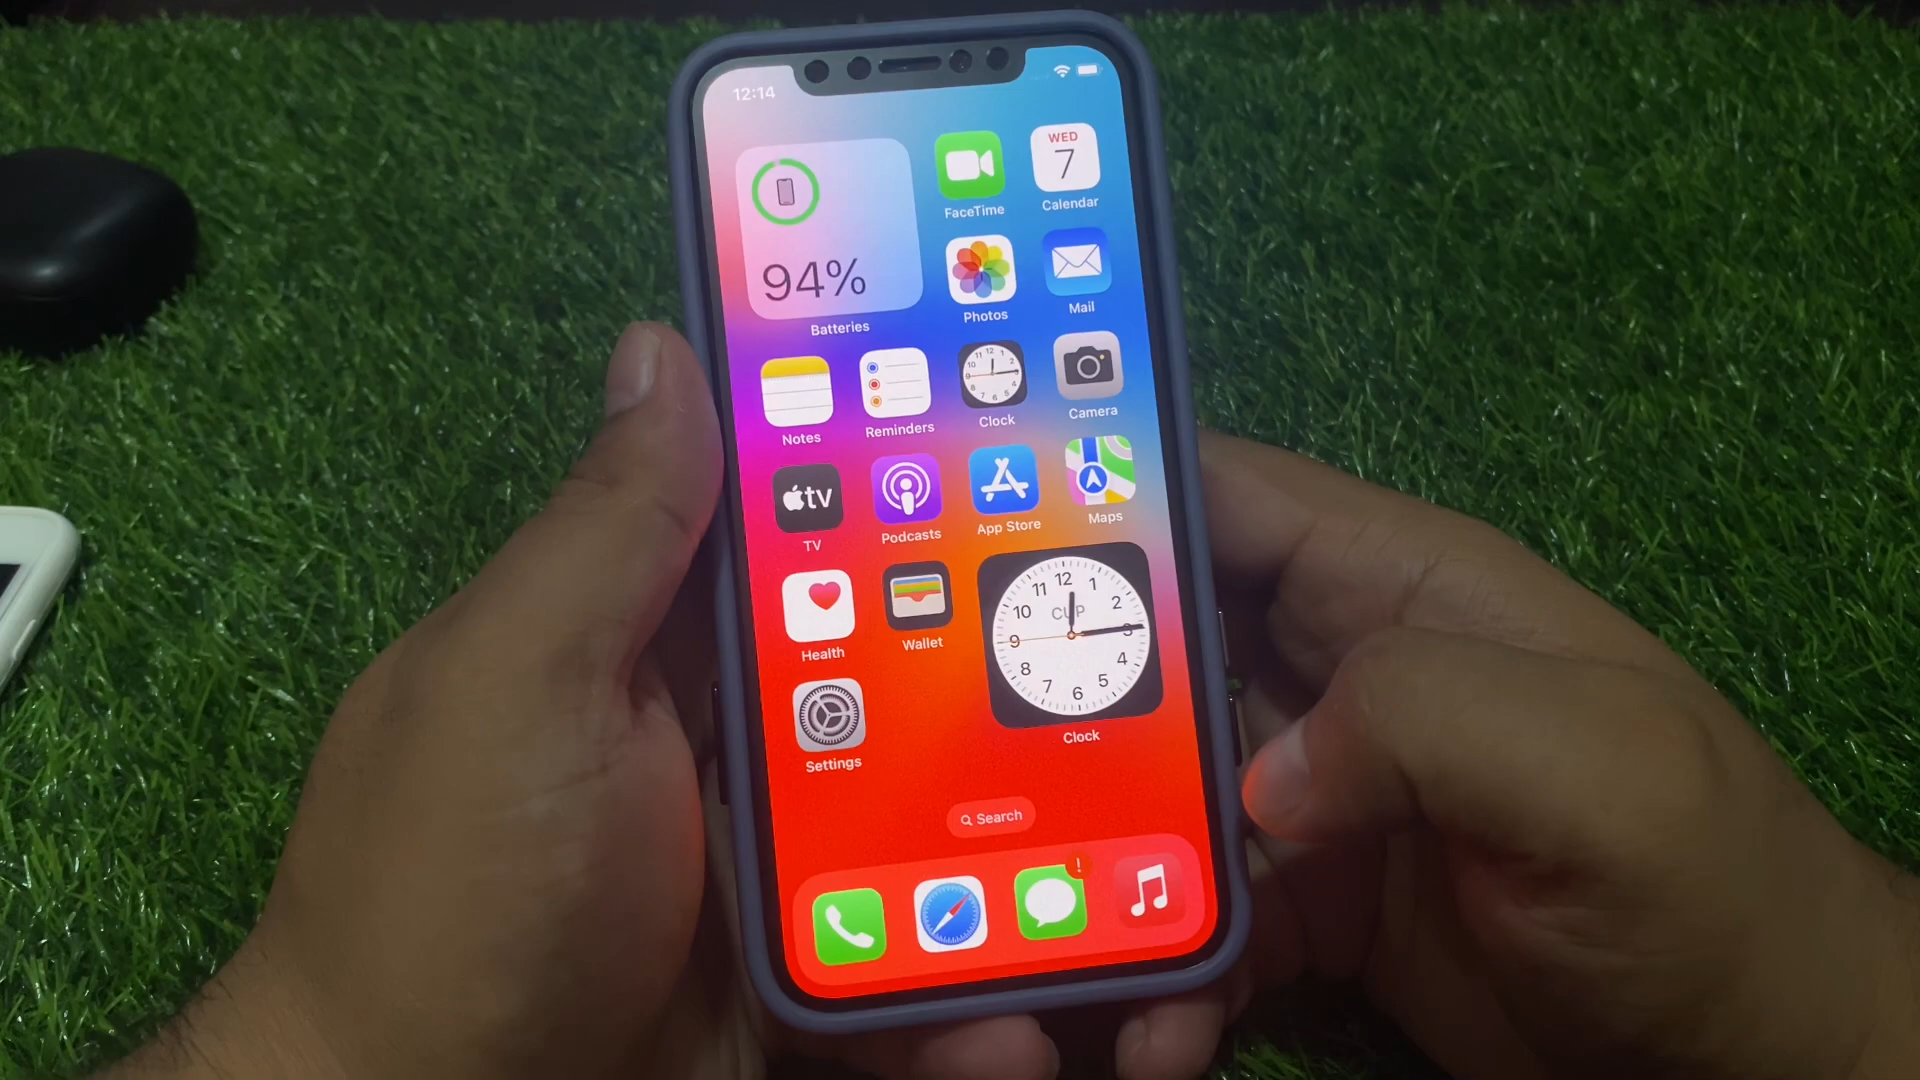 12:14
94%
Batteries
FaceTime
WED
7
Calendar
Photos
Mail
Notes
Reminders
Clock
Camera
tv
TV
Podcasts
App Store
Maps
Health
Wallet
12
1
2
3
4
5
6
7
8
9
10
11
CUP
Clock
Settings
Search
!